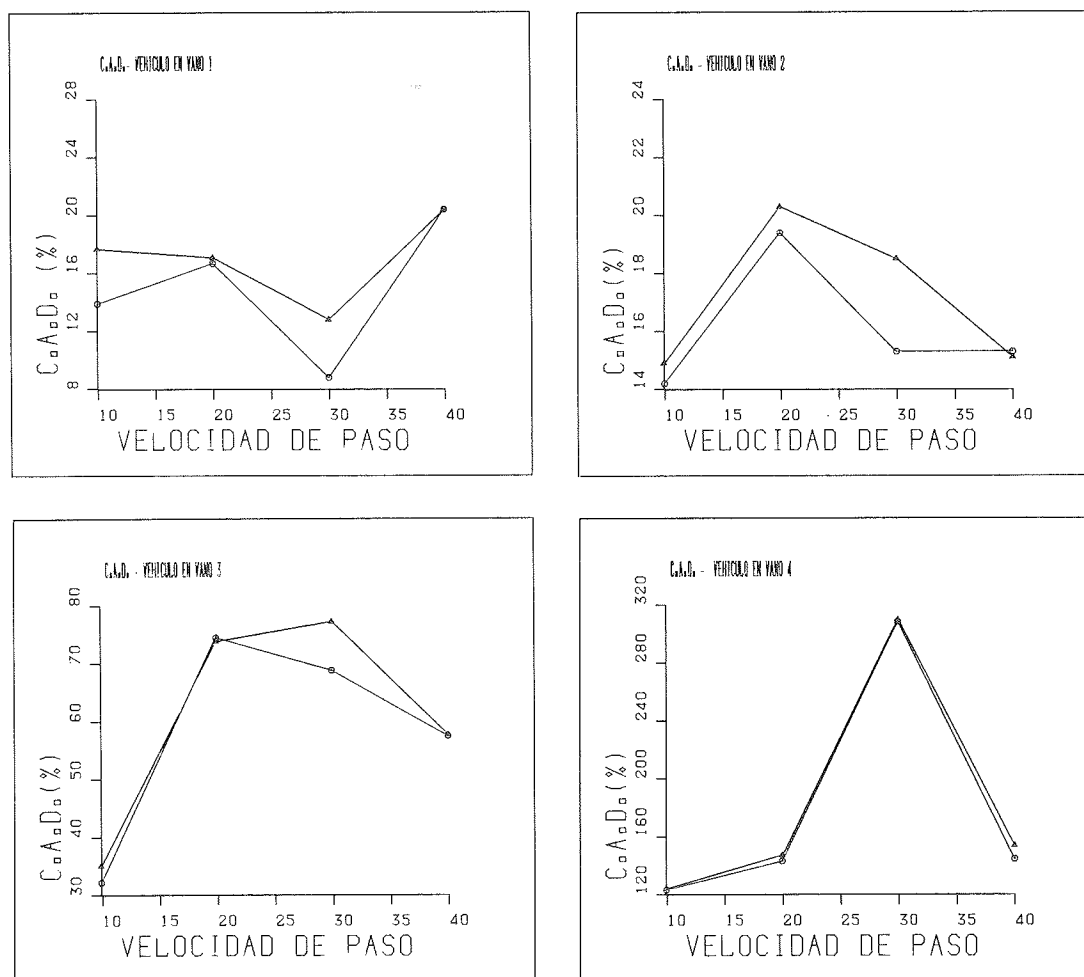 C.A.D. - VEHICULO EN VANO 1
28
24
20
16
12
8
C.A.D. (%)
10 15 20 25 30 35 40
VELOCIDAD DE PASO
C.A.D. - VEHICULO EN VANO 2
24
22
20
18
16
14
C.A.D. (%)
10 15 20 25 30 35 40
VELOCIDAD DE PASO
C.A.D. - VEHICULO EN VANO 3
80
70
60
50
40
30
C.A.D. (%)
10 15 20 25 30 35 40
VELOCIDAD DE PASO
C.A.D. - VEHICULO EN VANO 4
320
280
240
200
160
120
C.A.D. (%)
10 15 20 25 30 35 40
VELOCIDAD DE PASO